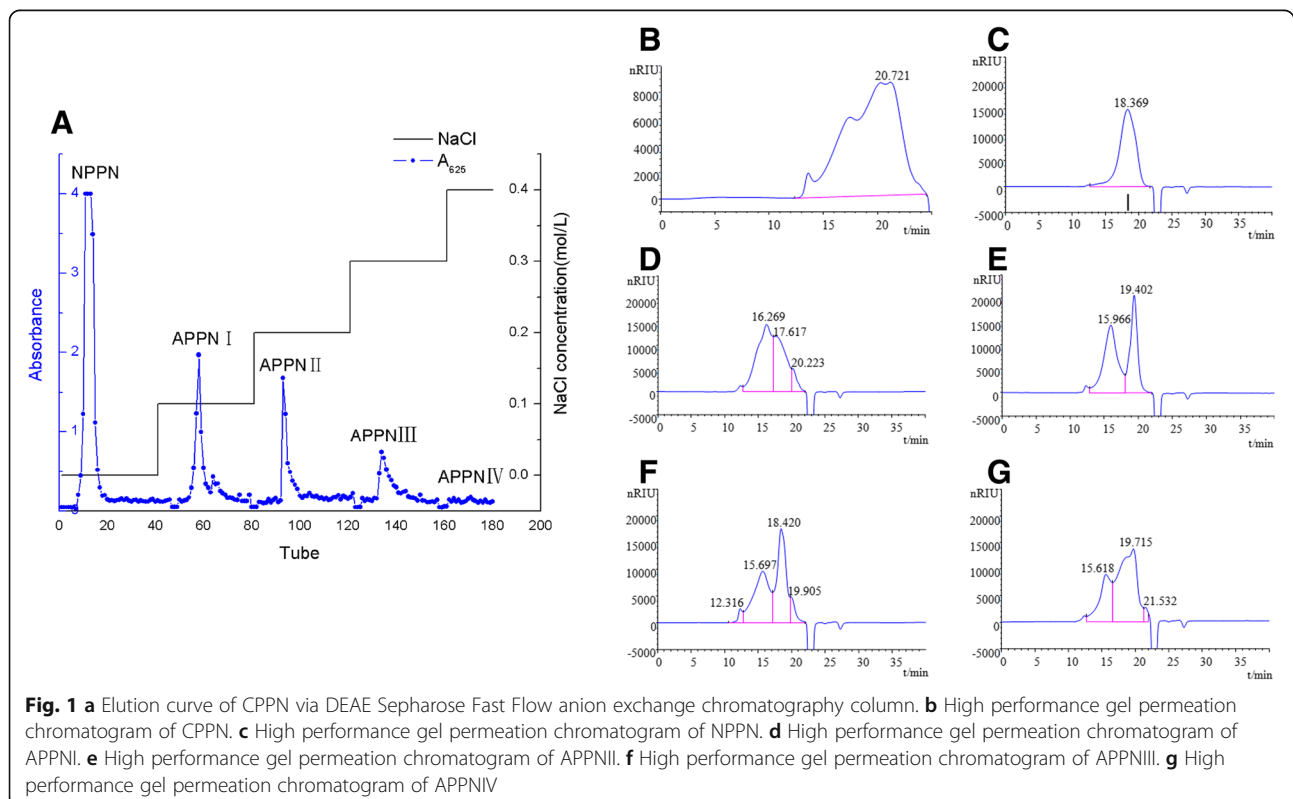 A
NaCl
A625
NPPN
APPN Ⅰ
APPN Ⅱ
APPNⅢ
APPNⅣ
Absorbance
4
3
2
1
NaCl concentration(mol/L)
0.4
0.3
0.2
0.1
0.0
0 20 40 60 80 100 120 140 160 180 200
Tube
B
nRIU
20.721
8000
6000
4000
2000
0
0 5 10 15 20
t/min
C
nRIU
18.369
20000
15000
10000
5000
0
-5000
0 5 10 15 20 25 30 35
t/min
D
nRIU
16.269
17.617
20.223
20000
15000
10000
5000
0
-5000
0 5 10 15 20 25 30 35
t/min
E
nRIU
19.402
15.966
20000
15000
10000
5000
0
-5000
0 5 10 15 20 25 30 35
t/min
F
nRIU
18.420
15.697
12.316
19.905
20000
15000
10000
5000
0
-5000
0 5 10 15 20 25 30 35
t/min
G
nRIU
19.715
15.618
21.532
20000
15000
10000
5000
0
-5000
0 5 10 15 20 25 30 35
t/min
Fig. 1 a Elution curve of CPPN via DEAE Sepharose Fast Flow anion exchange chromatography column. b High performance gel permeation
chromatogram of CPPN. c High performance gel permeation chromatogram of NPPN. d High performance gel permeation chromatogram of
APPNI. e High performance gel permeation chromatogram of APPNII. f High performance gel permeation chromatogram of APPNIII. g High
performance gel permeation chromatogram of APPNIV